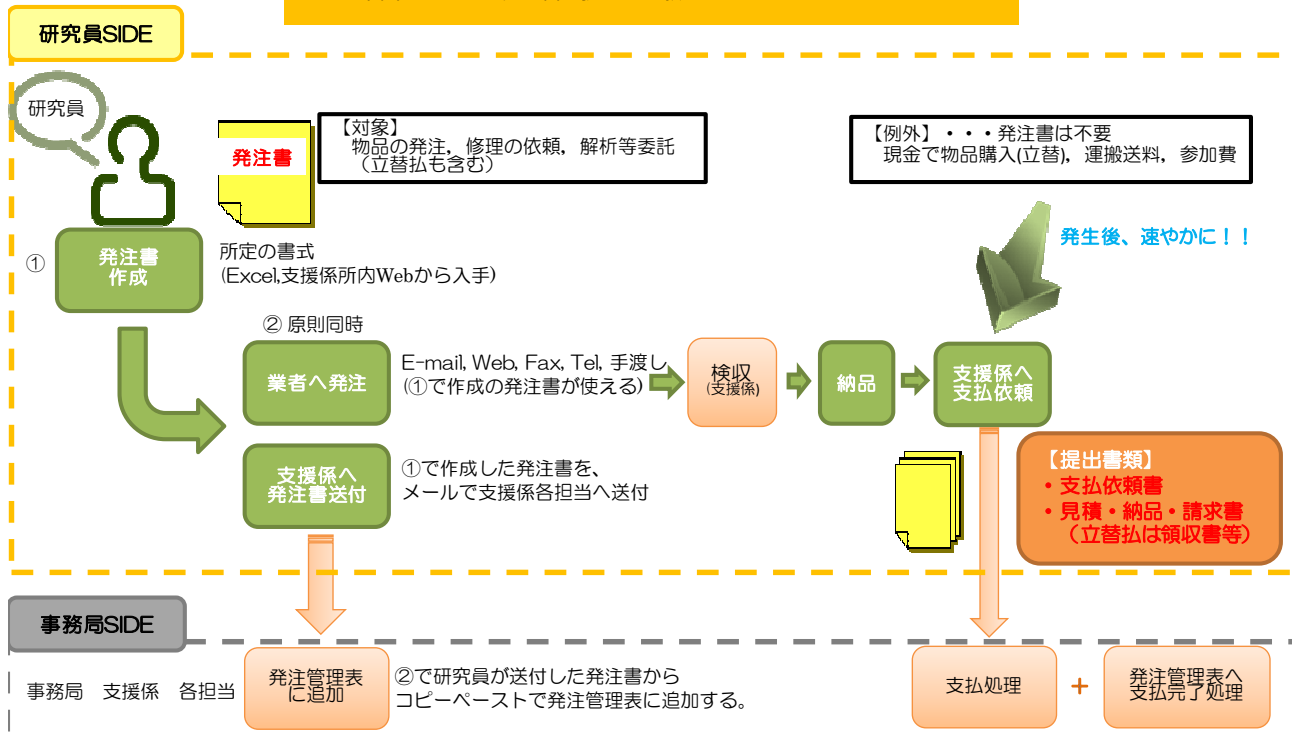 研究員SIDE
研究員
発注書
【対象】
物品の発注，修理の依頼，解析等委託
（立替払も含む）
【例外】・・・発注書は不要
現金で物品購入(立替)，運搬送料，参加費
発生後、速やかに！！
①
発注書
作成
所定の書式
(Excel,支援係所内Webから入手)
② 原則同時
業者へ発注
E-mail, Web, Fax, Tel, 手渡し
(①で作成の発注書が使える)
検収
(支援係)
納品
支援係へ
支払依頼
支援係へ
発注書送付
①で作成した発注書を、
メールで支援係各担当へ送付
【提出書類】
・支払依頼書
・見積・納品・請求書
（立替払は領収書等）
事務局SIDE
事務局　支援係　各担当
発注管理表
に追加
②で研究員が送付した発注書から
コピーペーストで発注管理表に追加する。
支払処理
+
発注管理表へ
支払完了処理